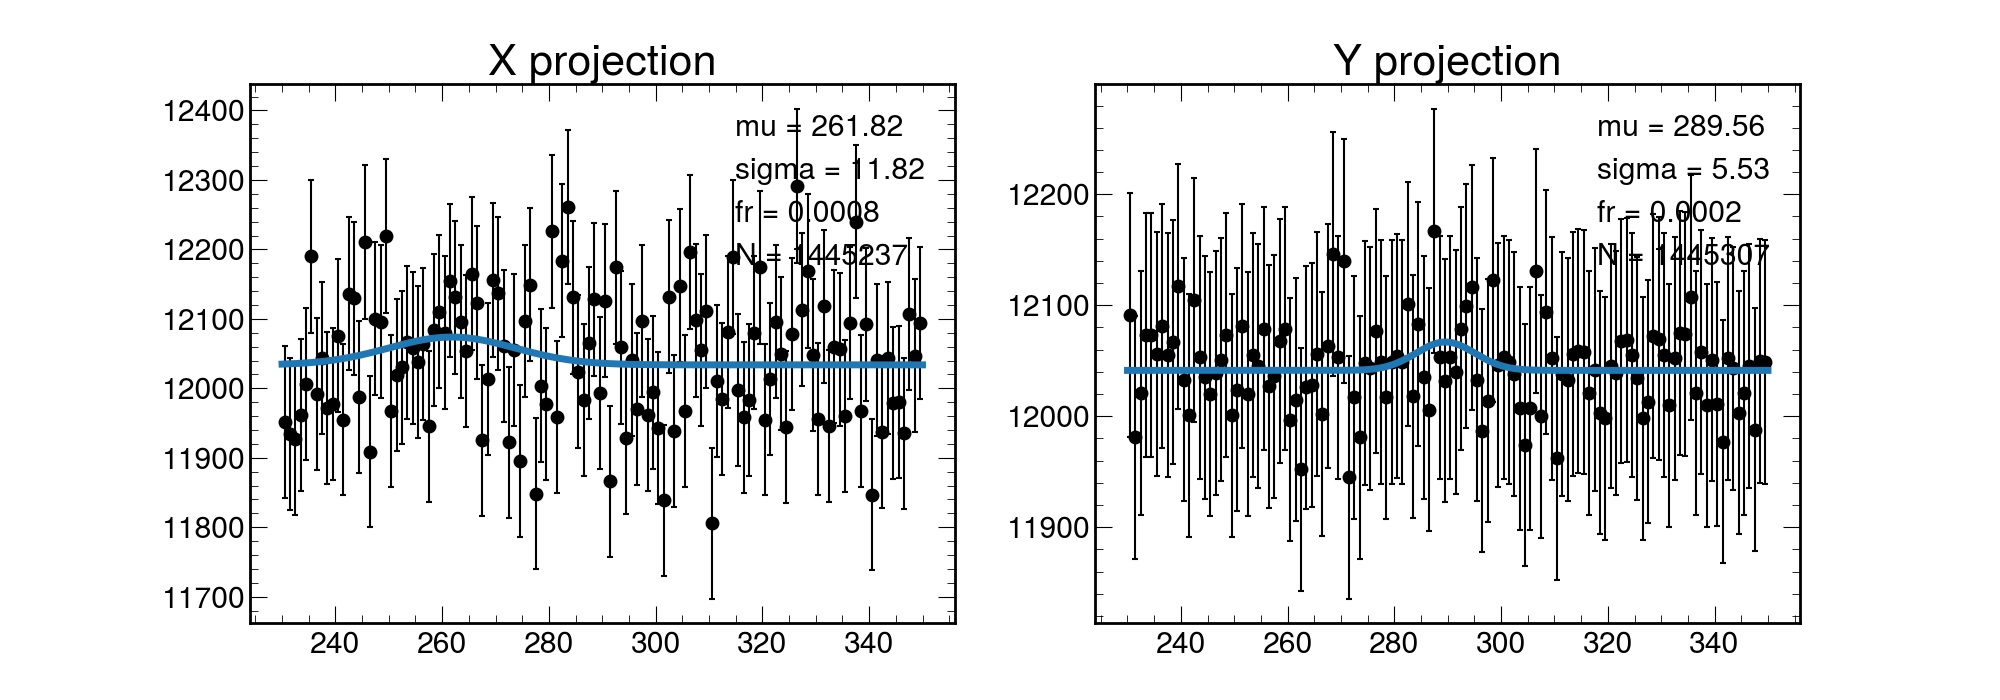 X projection
12400
12300
12200
12100
12000
11900
11800
11700
mu = 261.82
sigma = 11.82
fr = 0.0008
N = 1445237
240 260 280 300 320 340
Y projection
12200
12100
12000
11900
mu = 289.56
sigma = 5.53
fr = 0.0002
N = 1445307
240 260 280 300 320 340